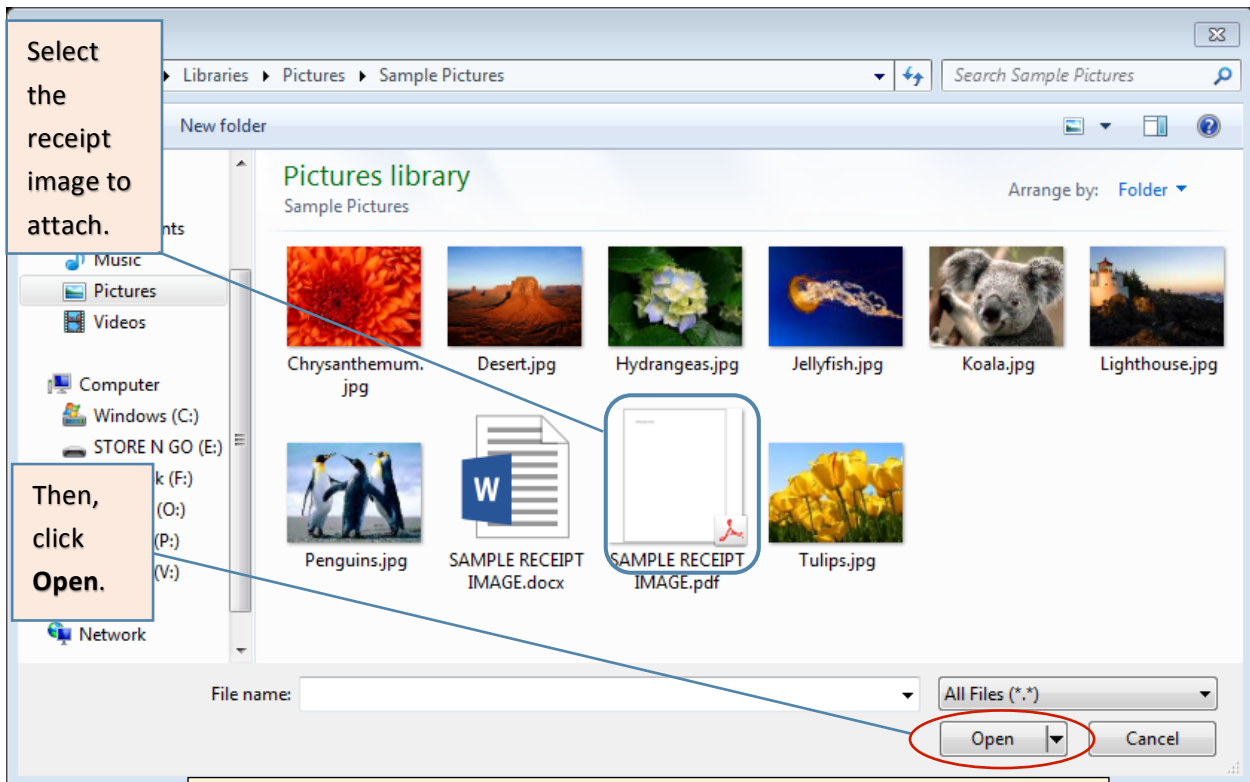 Select
the
receipt
image to
attach.
Libraries Pictures Sample Pictures
Search Sample Pictures
New folder
Pictures library
Sample Pictures
Arrange by: Folder
nts
Music
Pictures
Videos
Computer
Windows (C:)
STORE N GO (E:)
k (F:)
(O:)
(P:)
(V:)
Network
Then,
click
Open.
Chrysanthemum.
jpg
Desert.jpg
Hydrangeas.jpg
Jellyfish.jpg
Koala.jpg
Lighthouse.jpg
Penguins.jpg
W
SAMPLE RECEIPT
IMAGE.docx
SAMPLE RECEIPT
IMAGE.pdf
Tulips.jpg
File name:
All Files (*.*)
Open
Cancel